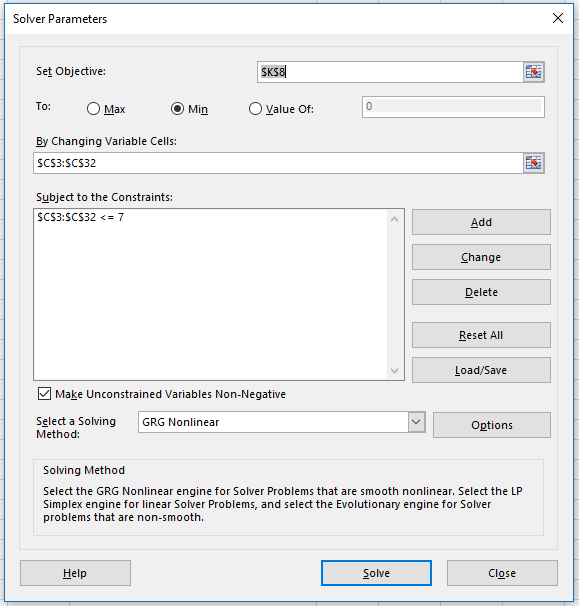 Solver Parameters
Set Objective:
$K$8
To:
Max
Min
Value Of:
0
By Changing Variable Cells:
$C$3:$C$32
Subject to the Constraints:
$C$3:$C$32 <= 7
Add
Change
Delete
Reset All
Load/Save
Make Unconstrained Variables Non-Negative
Select a Solving
Method:
GRG Nonlinear
Options
Solving Method
Select the GRG Nonlinear engine for Solver Problems that are smooth nonlinear. Select the LP
Simplex engine for linear Solver Problems, and select the Evolutionary engine for Solver
problems that are non-smooth.
Help
Solve
Close